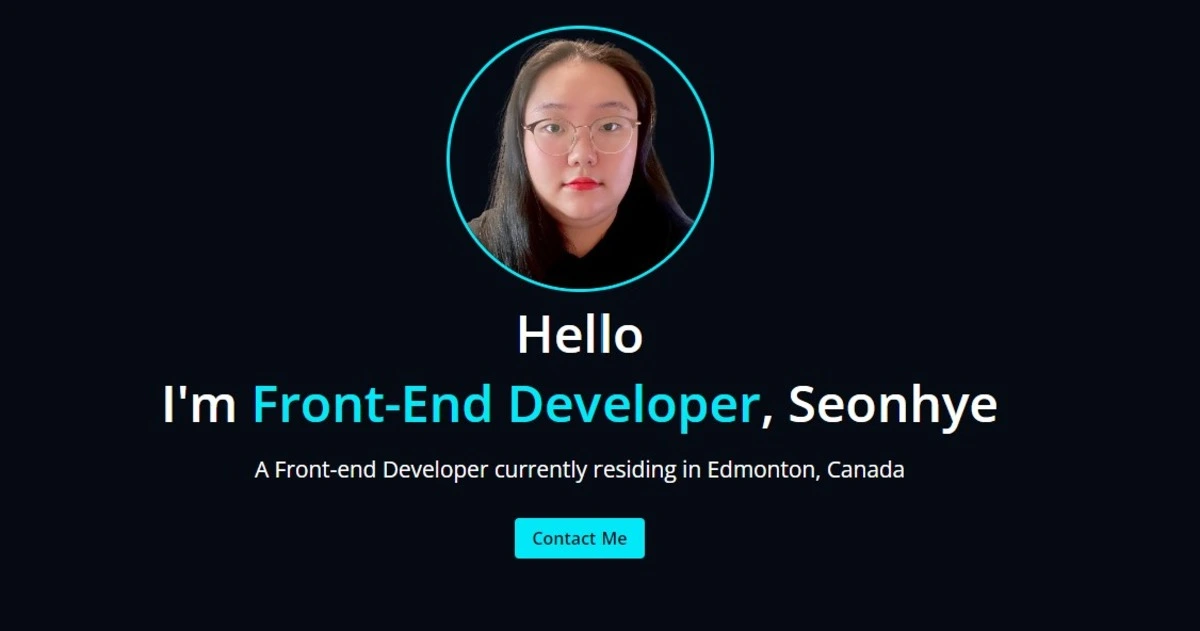 Hello
I'm Front-End Developer, Seonhye
A Front-end Developer currently residing in Edmonton, Canada
Contact Me